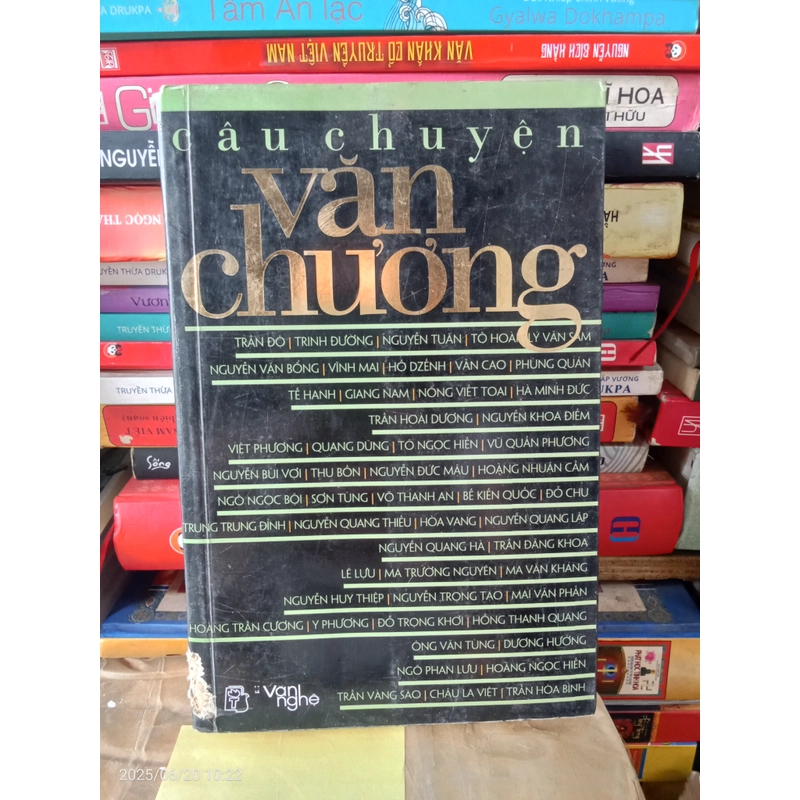 Tâm An lạc
Gyalwa Dokhampa
VĂN KHẤN CỔ TRUYỀN VIỆT NAM
NGUYỄN BÍCH HẰNG
câu chuyện
văn
chương
TRẦN ĐỘ | TRINH ĐƯỜNG | NGUYỄN TUÂN | TÔ HOÀI | LÝ VĂN SÂM
NGUYỄN VĂN BỔNG | VĨNH MAI | HỒ DZẾNH | VĂN CAO | PHÙNG QUÁN
TẾ HANH | GIANG NAM | NÔNG VIẾT TOẠI | HÀ MINH ĐỨC
TRẦN HOÀI DƯƠNG | NGUYỄN KHOA ĐIỀM
VIỆT PHƯƠNG | QUANG DŨNG | TÔ NGỌC HIẾN | VŨ QUẦN PHƯƠNG
NGUYỄN BÙI VỢI | THU BỒN | NGUYỄN ĐỨC MẬU | HOÀNG NHUẬN CẦM
NGÔ NGỌC BỘI | SƠN TÙNG | VÕ THANH AN | BẾ KIẾN QUỐC | ĐỖ CHU
TRUNG TRUNG ĐỈNH | NGUYỄN QUANG THIỀU | HÒA VANG | NGUYỄN QUANG LẬP
NGUYỄN QUANG HÀ | TRẦN ĐĂNG KHOA
LÊ LỰU | MA TRƯỜNG NGUYÊN | MA VĂN KHÁNG
NGUYỄN HUY THIỆP | NGUYỄN TRỌNG TẠO | MAI VĂN PHẤN
HOÀNG TRẦN CƯƠNG | Y PHƯƠNG | ĐỖ TRỌNG KHƠI | HỒNG THANH QUANG
ÔNG VĂN TÙNG | DƯƠNG HƯỚNG
NGÔ PHAN LƯU | HOÀNG NGỌC HIẾN
TRẦN VÀNG SAO | CHÂU LA VIỆT | TRẦN HÒA BÌNH
văn
nghệ
Sống
2025/06/20 10:22